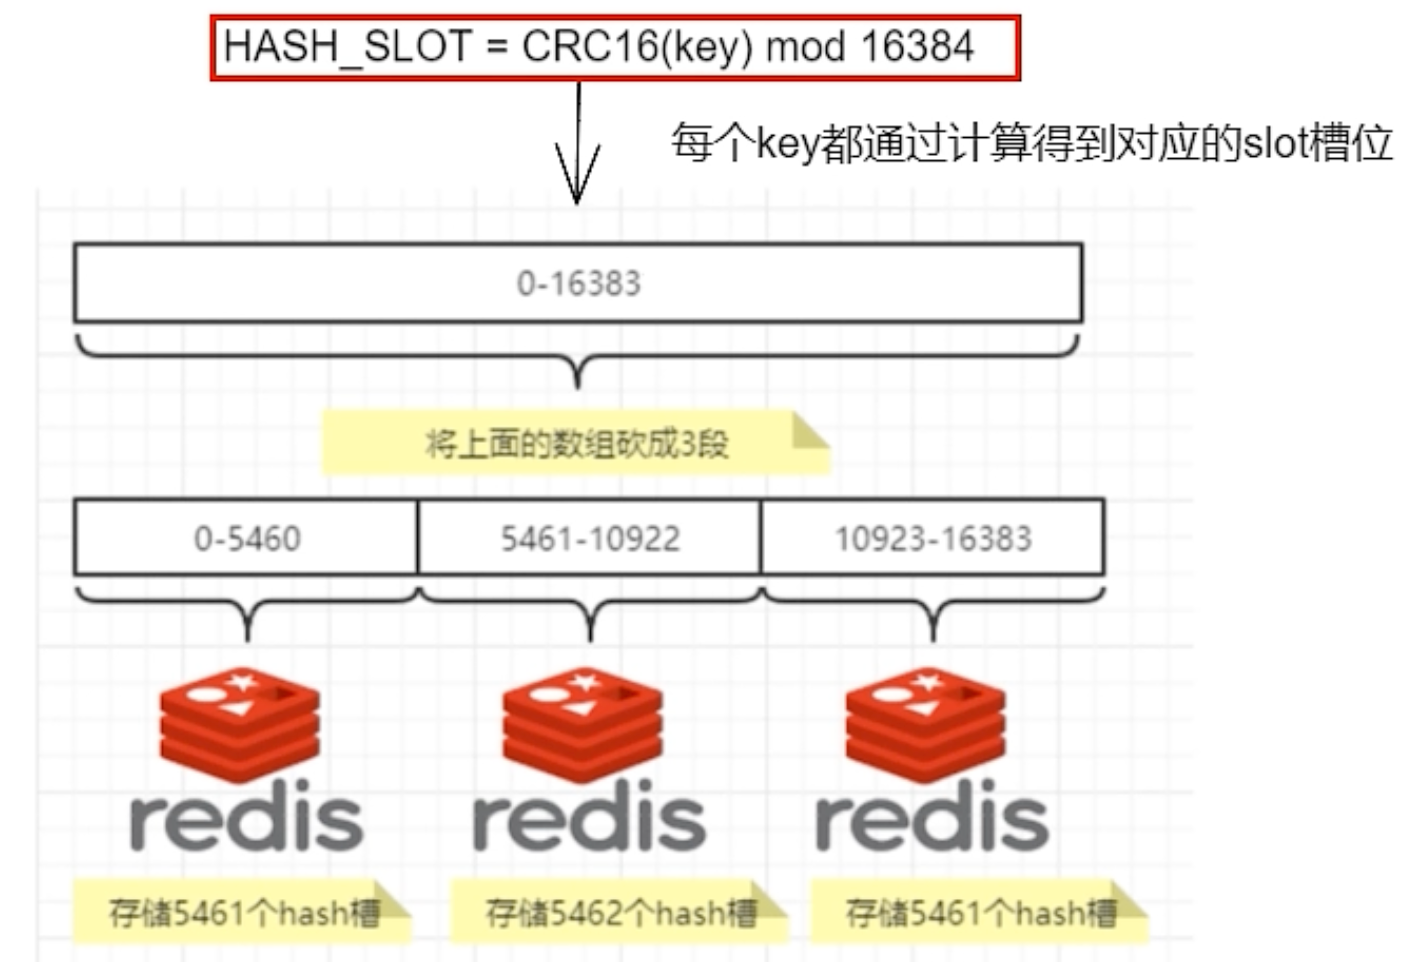 HASH_SLOT = CRC16(key) mod 16384
每个key都通过计算得到对应的slot槽位
0-16383
将上面的数组砍成3段
0-5460
5461-10922
10923-16383
redis
redis
redis
存储5461个hash槽
存储5462个hash槽
存储5461个hash槽